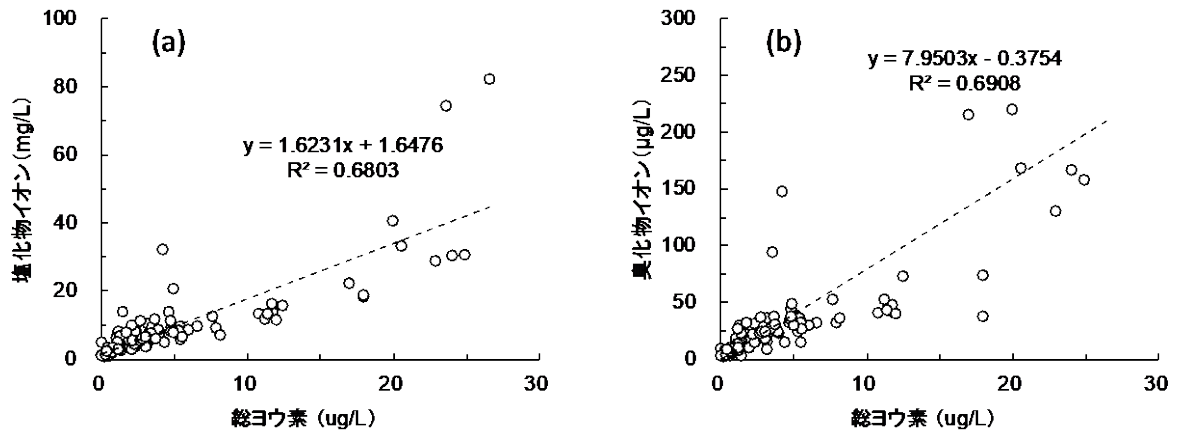 (a)
y = 1.6231x + 1.6476
R² = 0.6803
塩化物イオン(mg/L)
100
80
60
40
20
0
0 10 20 30
総ヨウ素 (ug/L)
(b)
y = 7.9503x - 0.3754
R² = 0.6908
臭化物イオン(μg/L)
300
250
200
150
100
50
0
0 10 20 30
総ヨウ素 (ug/L)